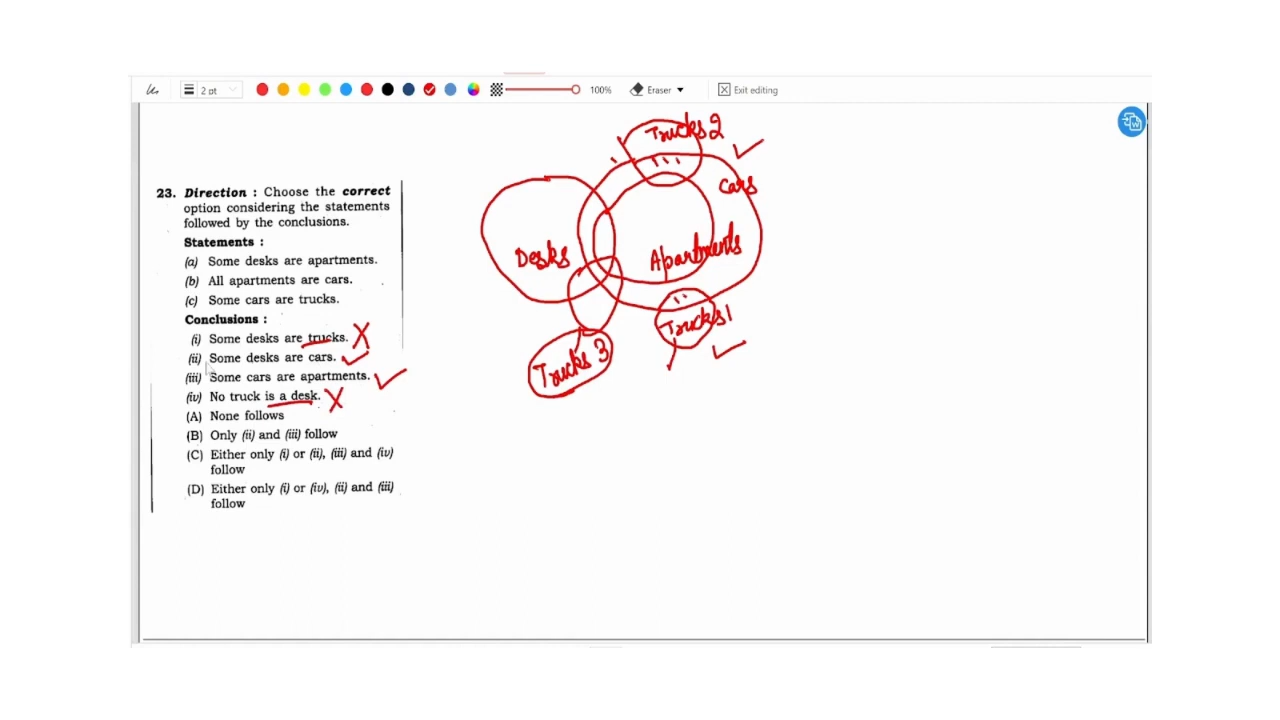 2 pt
100%
Eraser
Exit editing
23. Direction : Choose the correct
option considering the statements
followed by the conclusions.
Statements :
(a) Some desks are apartments.
(b) All apartments are cars.
(c) Some cars are trucks.
Conclusions :
(i) Some desks are trucks.
(ii) Some desks are cars.
(iii) Some cars are apartments.
(iv) No truck is a desk.
(A) None follows
(B) Only (ii) and (iii) follow
(C) Either only (i) or (ii), (iii) and (iv)
follow
(D) Either only (i) or (iv), (ii) and (iii)
follow
Trucks 2
Cars
Desks
Apartments
Trucks 1
Trucks 3